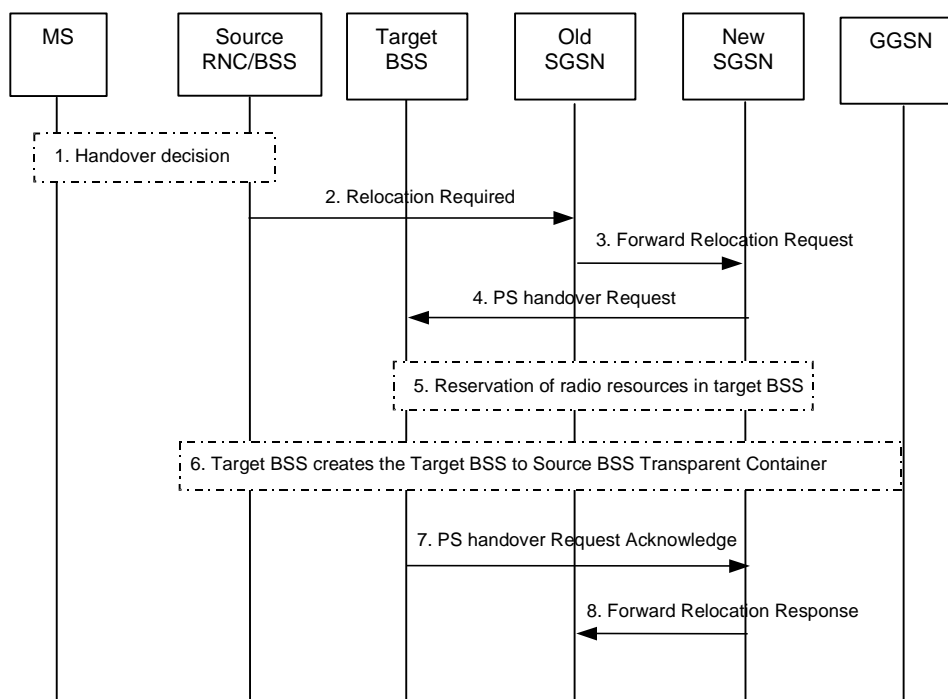 MS
Source
RNC/BSS
Target
BSS
Old
SGSN
New
SGSN
GGSN
1. Handover decision
2. Relocation Required
3. Forward Relocation Request
4. PS handover Request
5. Reservation of radio resources in target BSS
6. Target BSS creates the Target BSS to Source BSS Transparent Container
7. PS handover Request Acknowledge
8. Forward Relocation Response